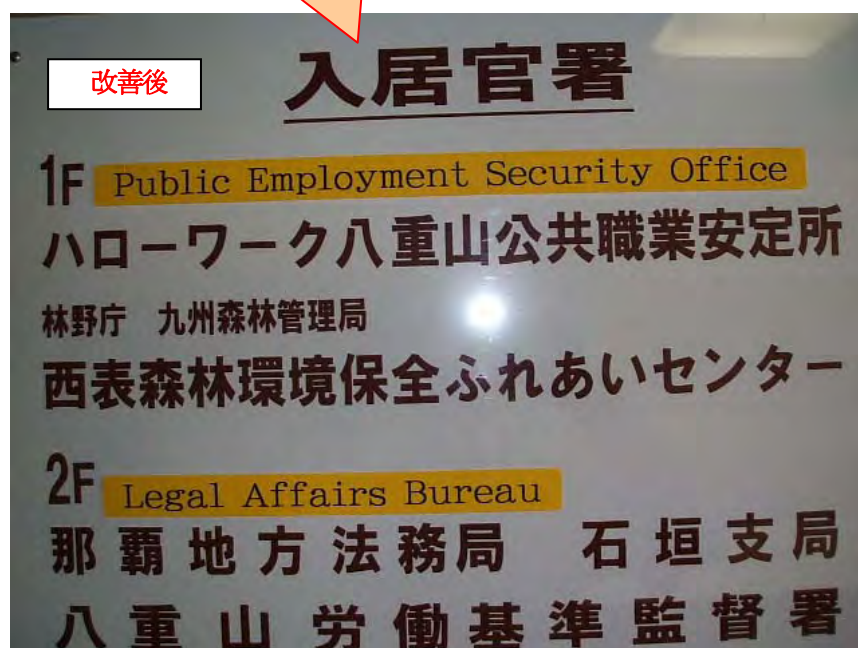 改善後
入居官署
1F Public Employment Security Office
ハローワーク八重山公共職業安定所
林野庁 九州森林管理局
西表森林環境保全ふれあいセンター
2F Legal Affairs Bureau
那覇地方法務局 石垣支局
八重山労働基準監督署